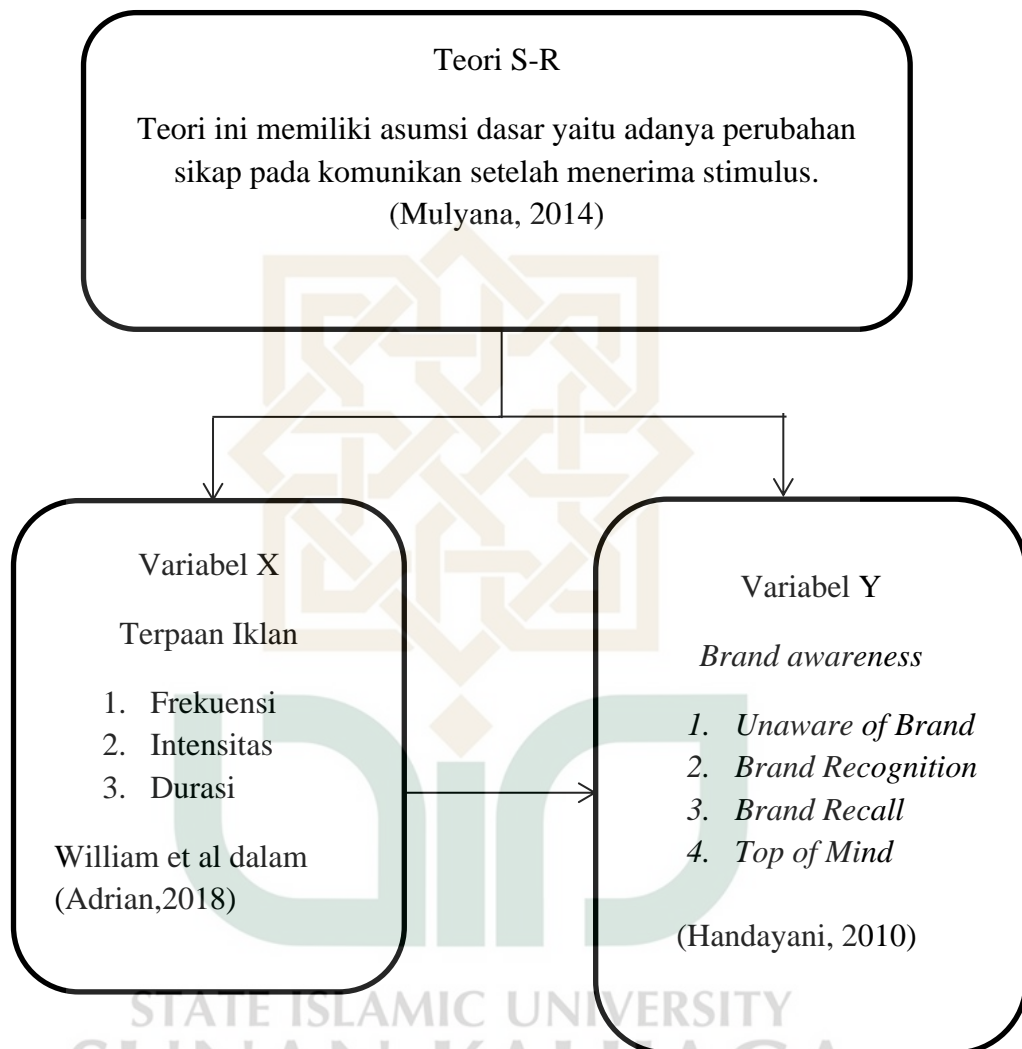 Teori S-R
Teori ini memiliki asumsi dasar yaitu adanya perubahan
sikap pada komunikan setelah menerima stimulus.
(Mulyana, 2014)
Variabel X
Terpaan Iklan
1. Frekuensi
2. Intensitas
3. Durasi
William et al dalam
(Adrian,2018)
Variabel Y
Brand awareness
1. Unaware of Brand
2. Brand Recognition
3. Brand Recall
4. Top of Mind
(Handayani, 2010)
STATE ISLAMIC UNIVERSITY
SUNAN KALIJAGA